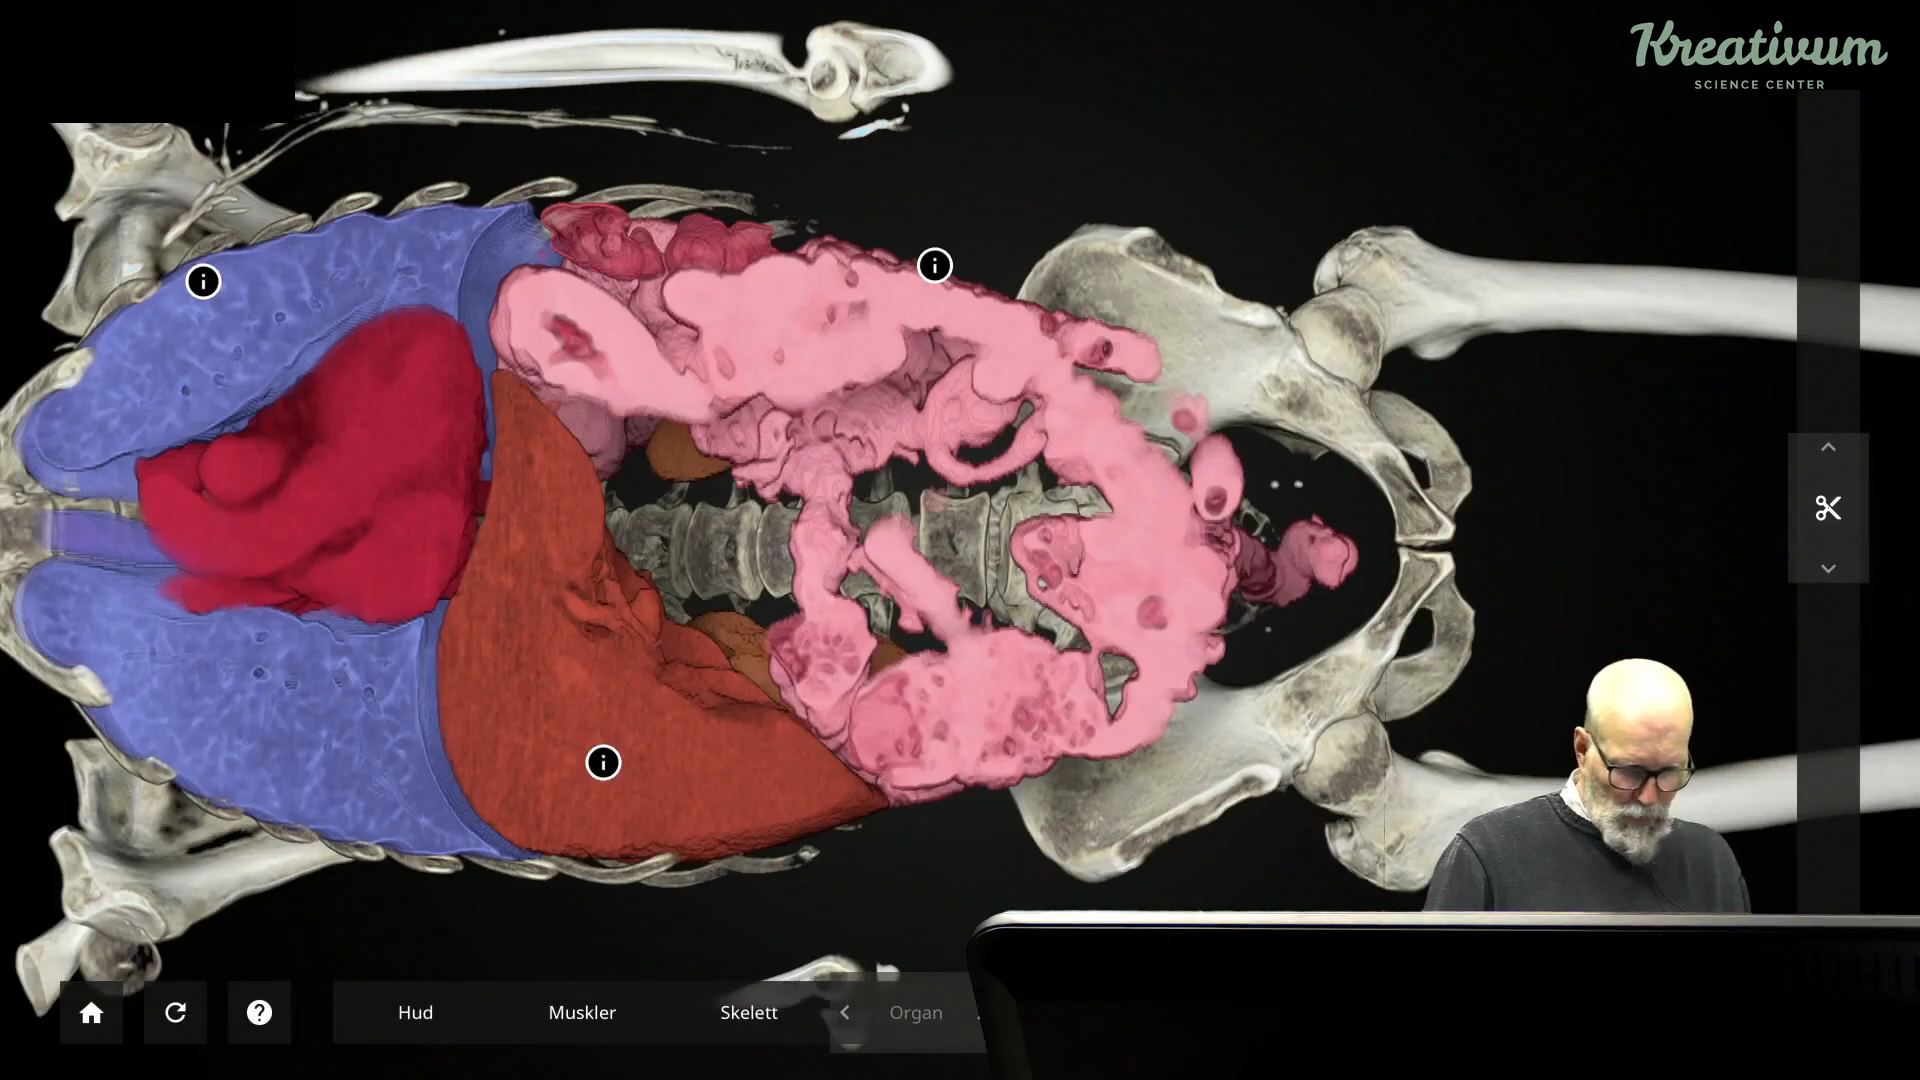 Kreativum
SCIENCE CENTER
Hud
Muskler
Skelett
Organ